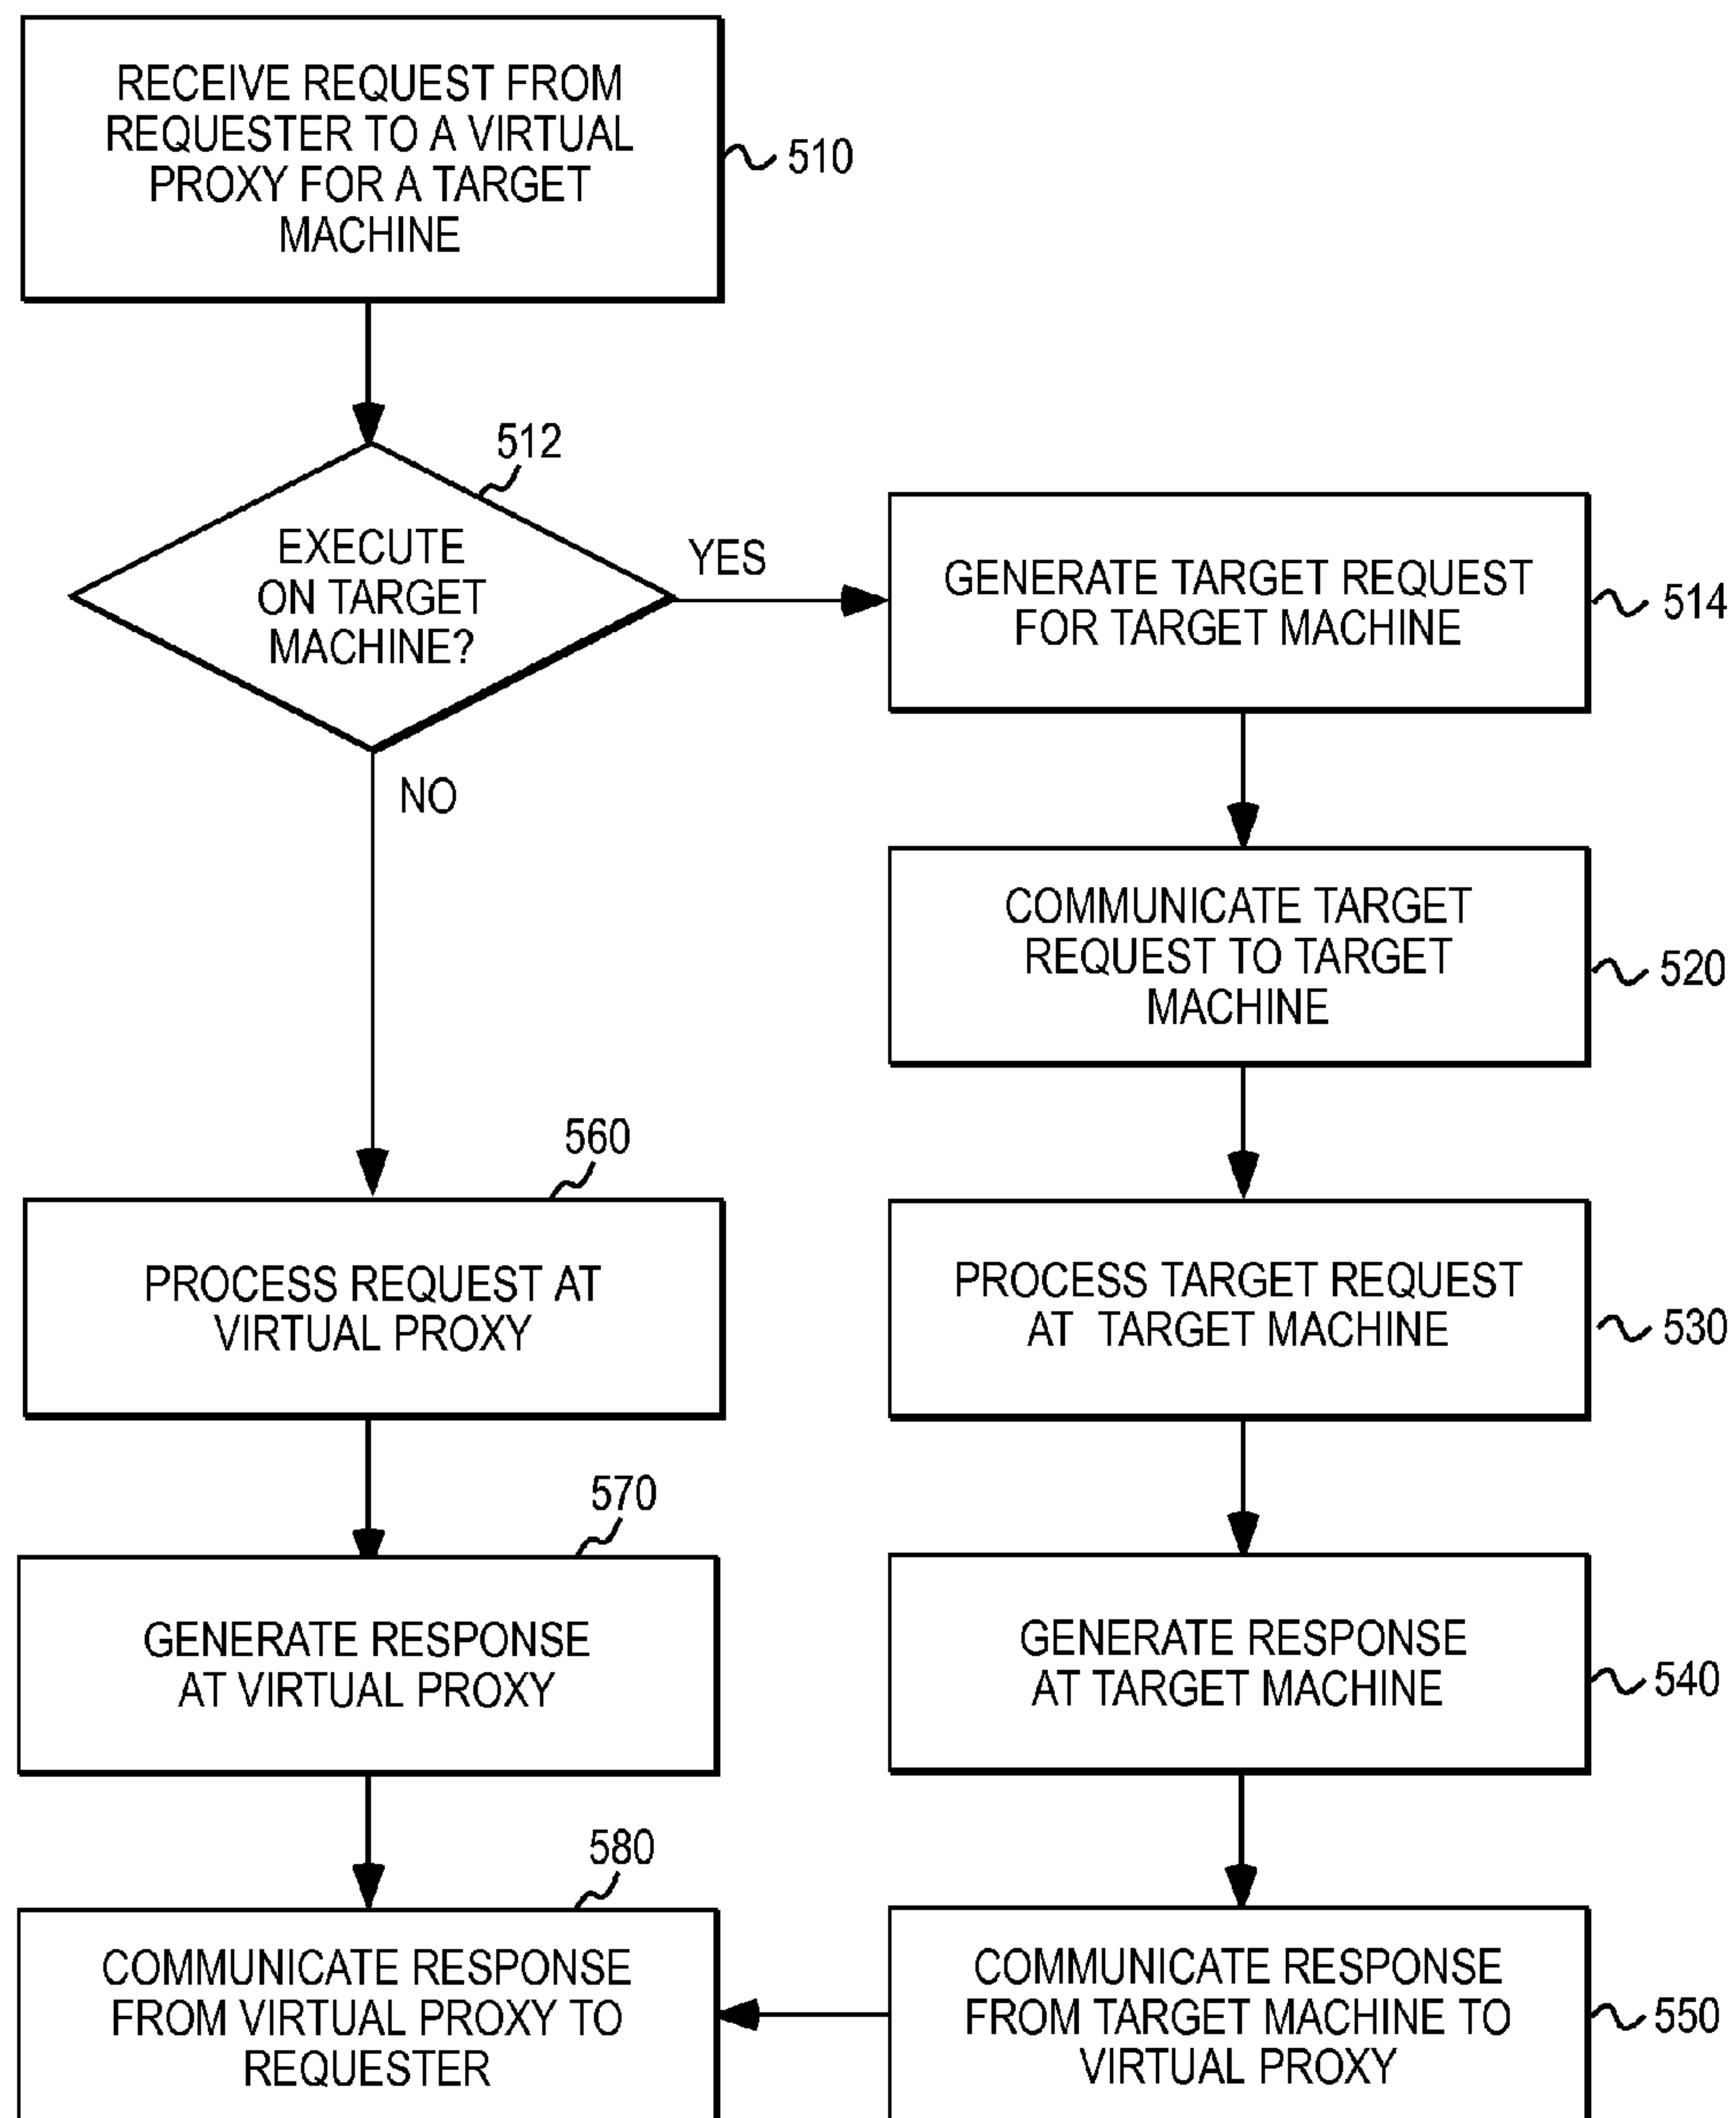 RECEIVE REQUEST FROM
REQUESTER TO A VIRTUAL
PROXY FOR A TARGET
MACHINE
510
512
EXECUTE
ON TARGET
MACHINE?
YES
NO
GENERATE TARGET REQUEST
FOR TARGET MACHINE
514
COMMUNICATE TARGET
REQUEST TO TARGET
MACHINE
520
560
PROCESS REQUEST AT
VIRTUAL PROXY
PROCESS TARGET REQUEST
AT TARGET MACHINE
530
570
GENERATE RESPONSE
AT VIRTUAL PROXY
GENERATE RESPONSE
AT TARGET MACHINE
540
580
COMMUNICATE RESPONSE
FROM VIRTUAL PROXY TO
REQUESTER
COMMUNICATE RESPONSE
FROM TARGET MACHINE TO
VIRTUAL PROXY
550